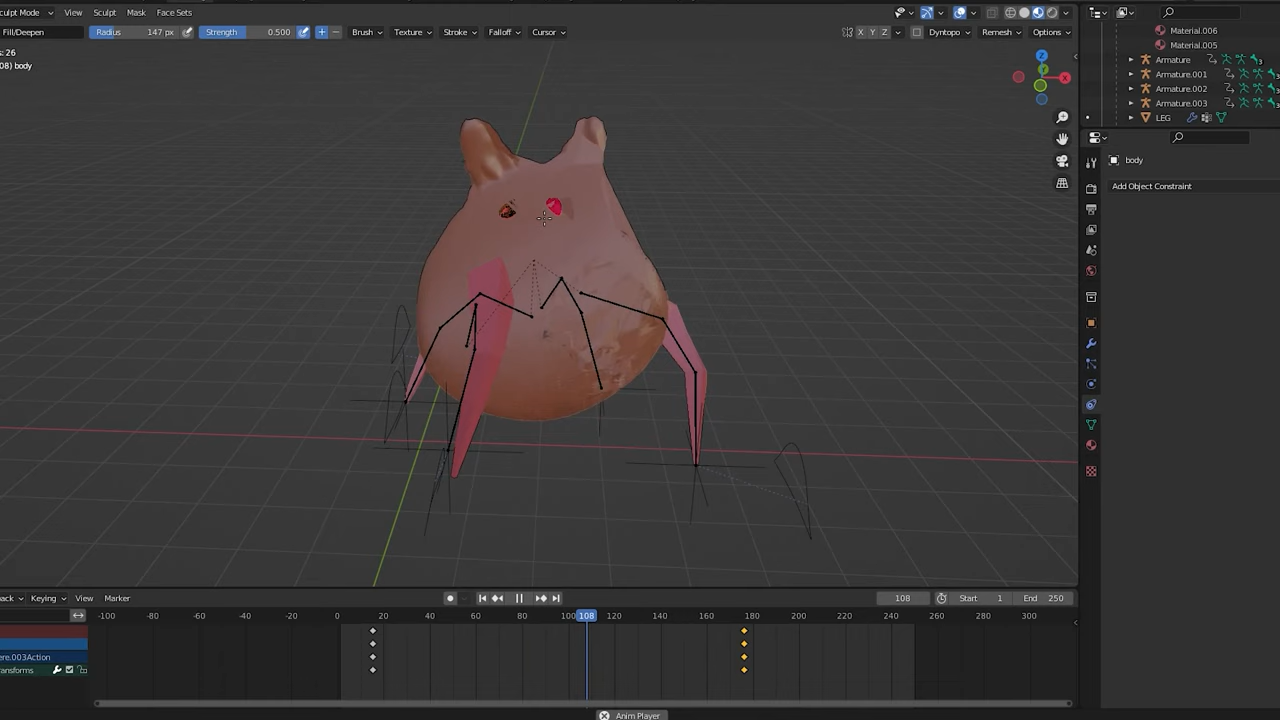 sculpt Mode View Sculpt Mask Face Sets
Fill/Deepen Radius 147 px Strength 0.500 Brush Texture Stroke Falloff Cursor X Y Z Dyntopo Remesh Options
s: 26
08) body
Z
Y
X
Material.006
Material.005
Armature
Armature.001
Armature.002
Armature.003
LEG
body
Add Object Constraint
back Keying View Marker 108 Start 1 End 250
-100 -80 -60 -40 -20 0 20 40 60 80 100 108 120 140 160 180 200 220 240 260 280 300
ere.003Action
ransforms
Anim Player